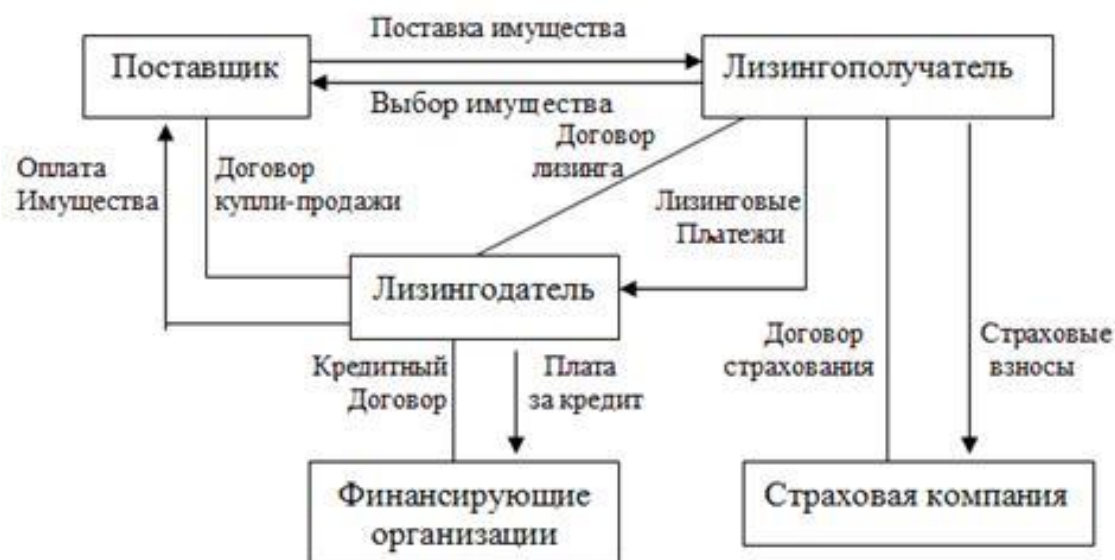 Поставка имущества
Поставщик
Лизингополучатель
Выбор имущества
Договор
лизинга
Оплата
Имущества
Договор
купли-продажи
Лизинговые
Платежи
Лизингодатель
Кредитный
Договор
Плата
за кредит
Договор
страхования
Страховые
взносы
Финансирующие
организации
Страховая компания